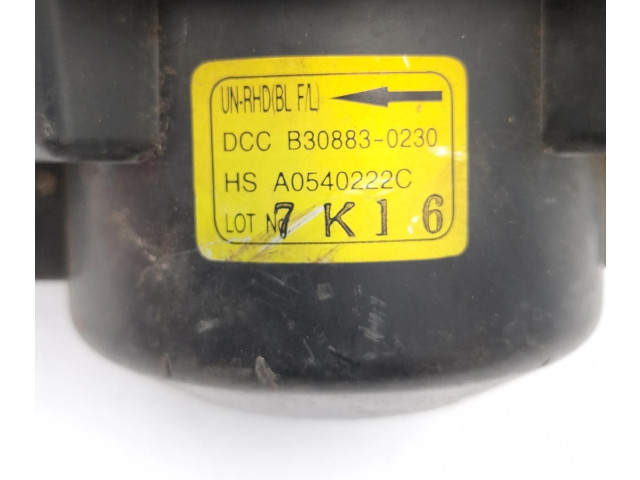 UN-RHD(BL F/L)
DCC B30883-0230
HS A0540222C
LOT No. 7 K 1 6